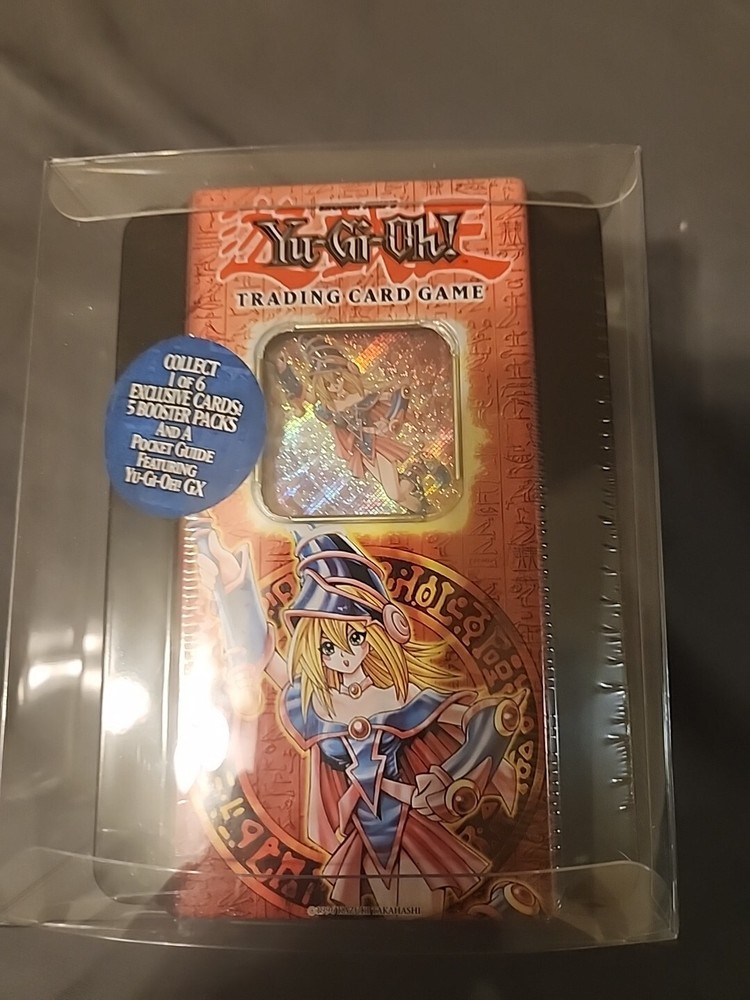 Yu-Gi-Oh!
TRADING CARD GAME
COLLECT
1 OF 6
EXCLUSIVE CARDS!
5 BOOSTER PACKS
AND A
POCKET GUIDE
FEATURING
YU-GI-OH! GX
TAKAHASHI